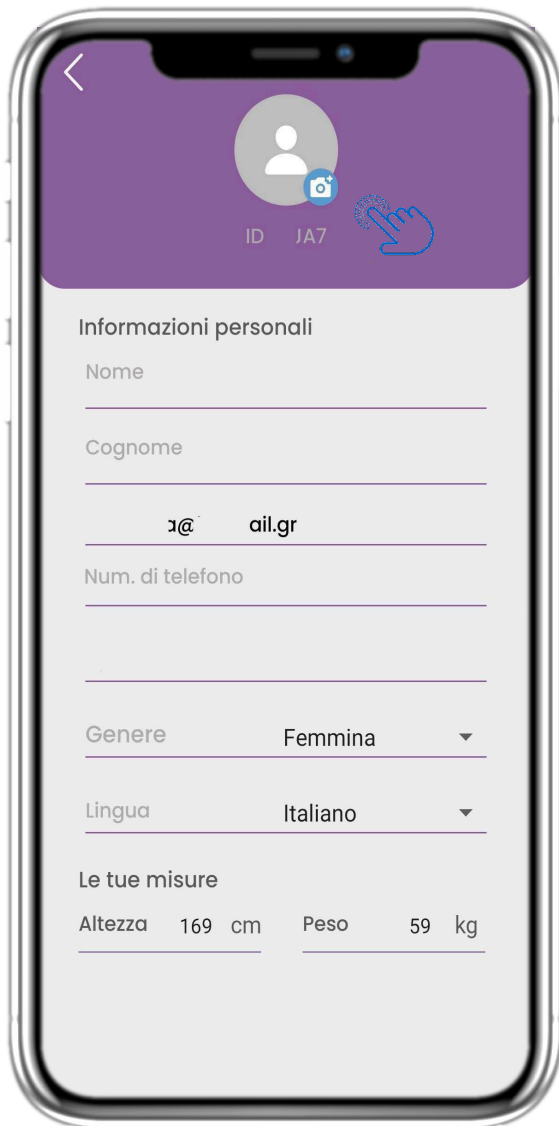 ID JA7
Informazioni personali
Nome
Cognome
a@ ail.gr
Num. di telefono
Genere Femmina
Lingua Italiano
Le tue misure
Altezza 169 cm Peso 59 kg